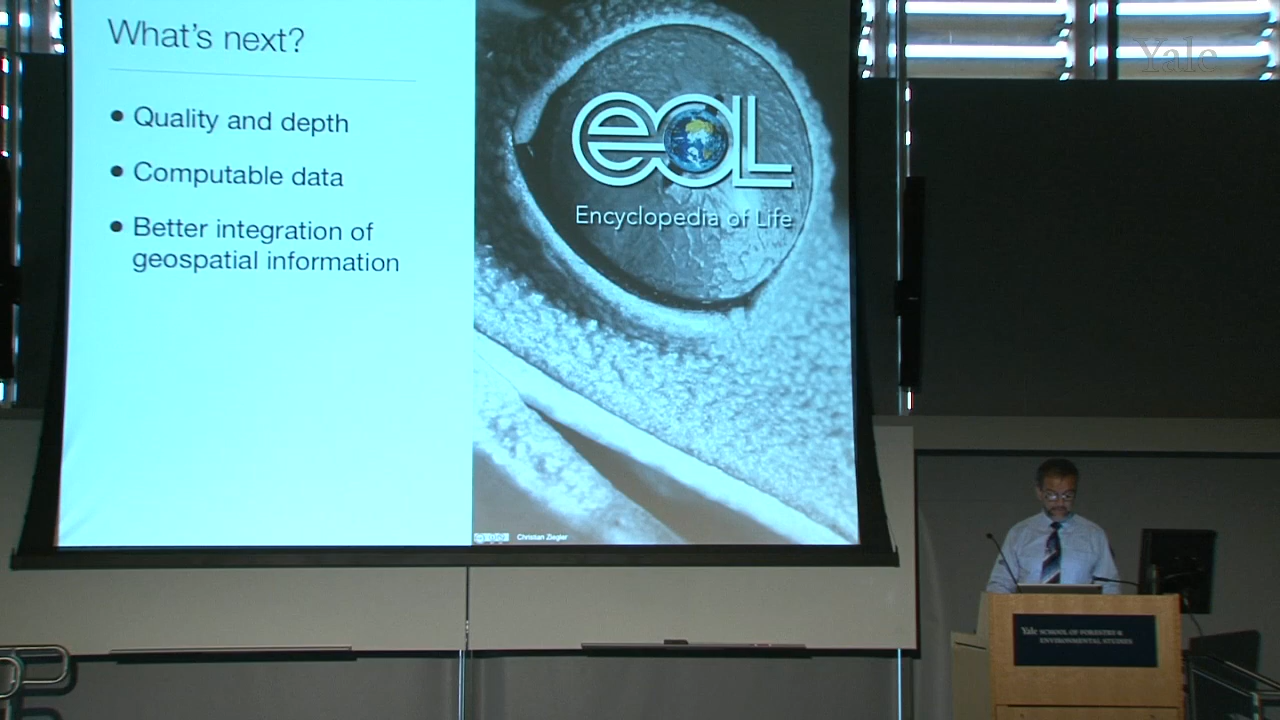 What's next?
Quality and depth
Computable data
Better integration of
geospatial information
eOL
Encyclopedia of Life
Christian Ziegler
Yale
Yale SCHOOL OF FORESTRY &
ENVIRONMENTAL STUDIES